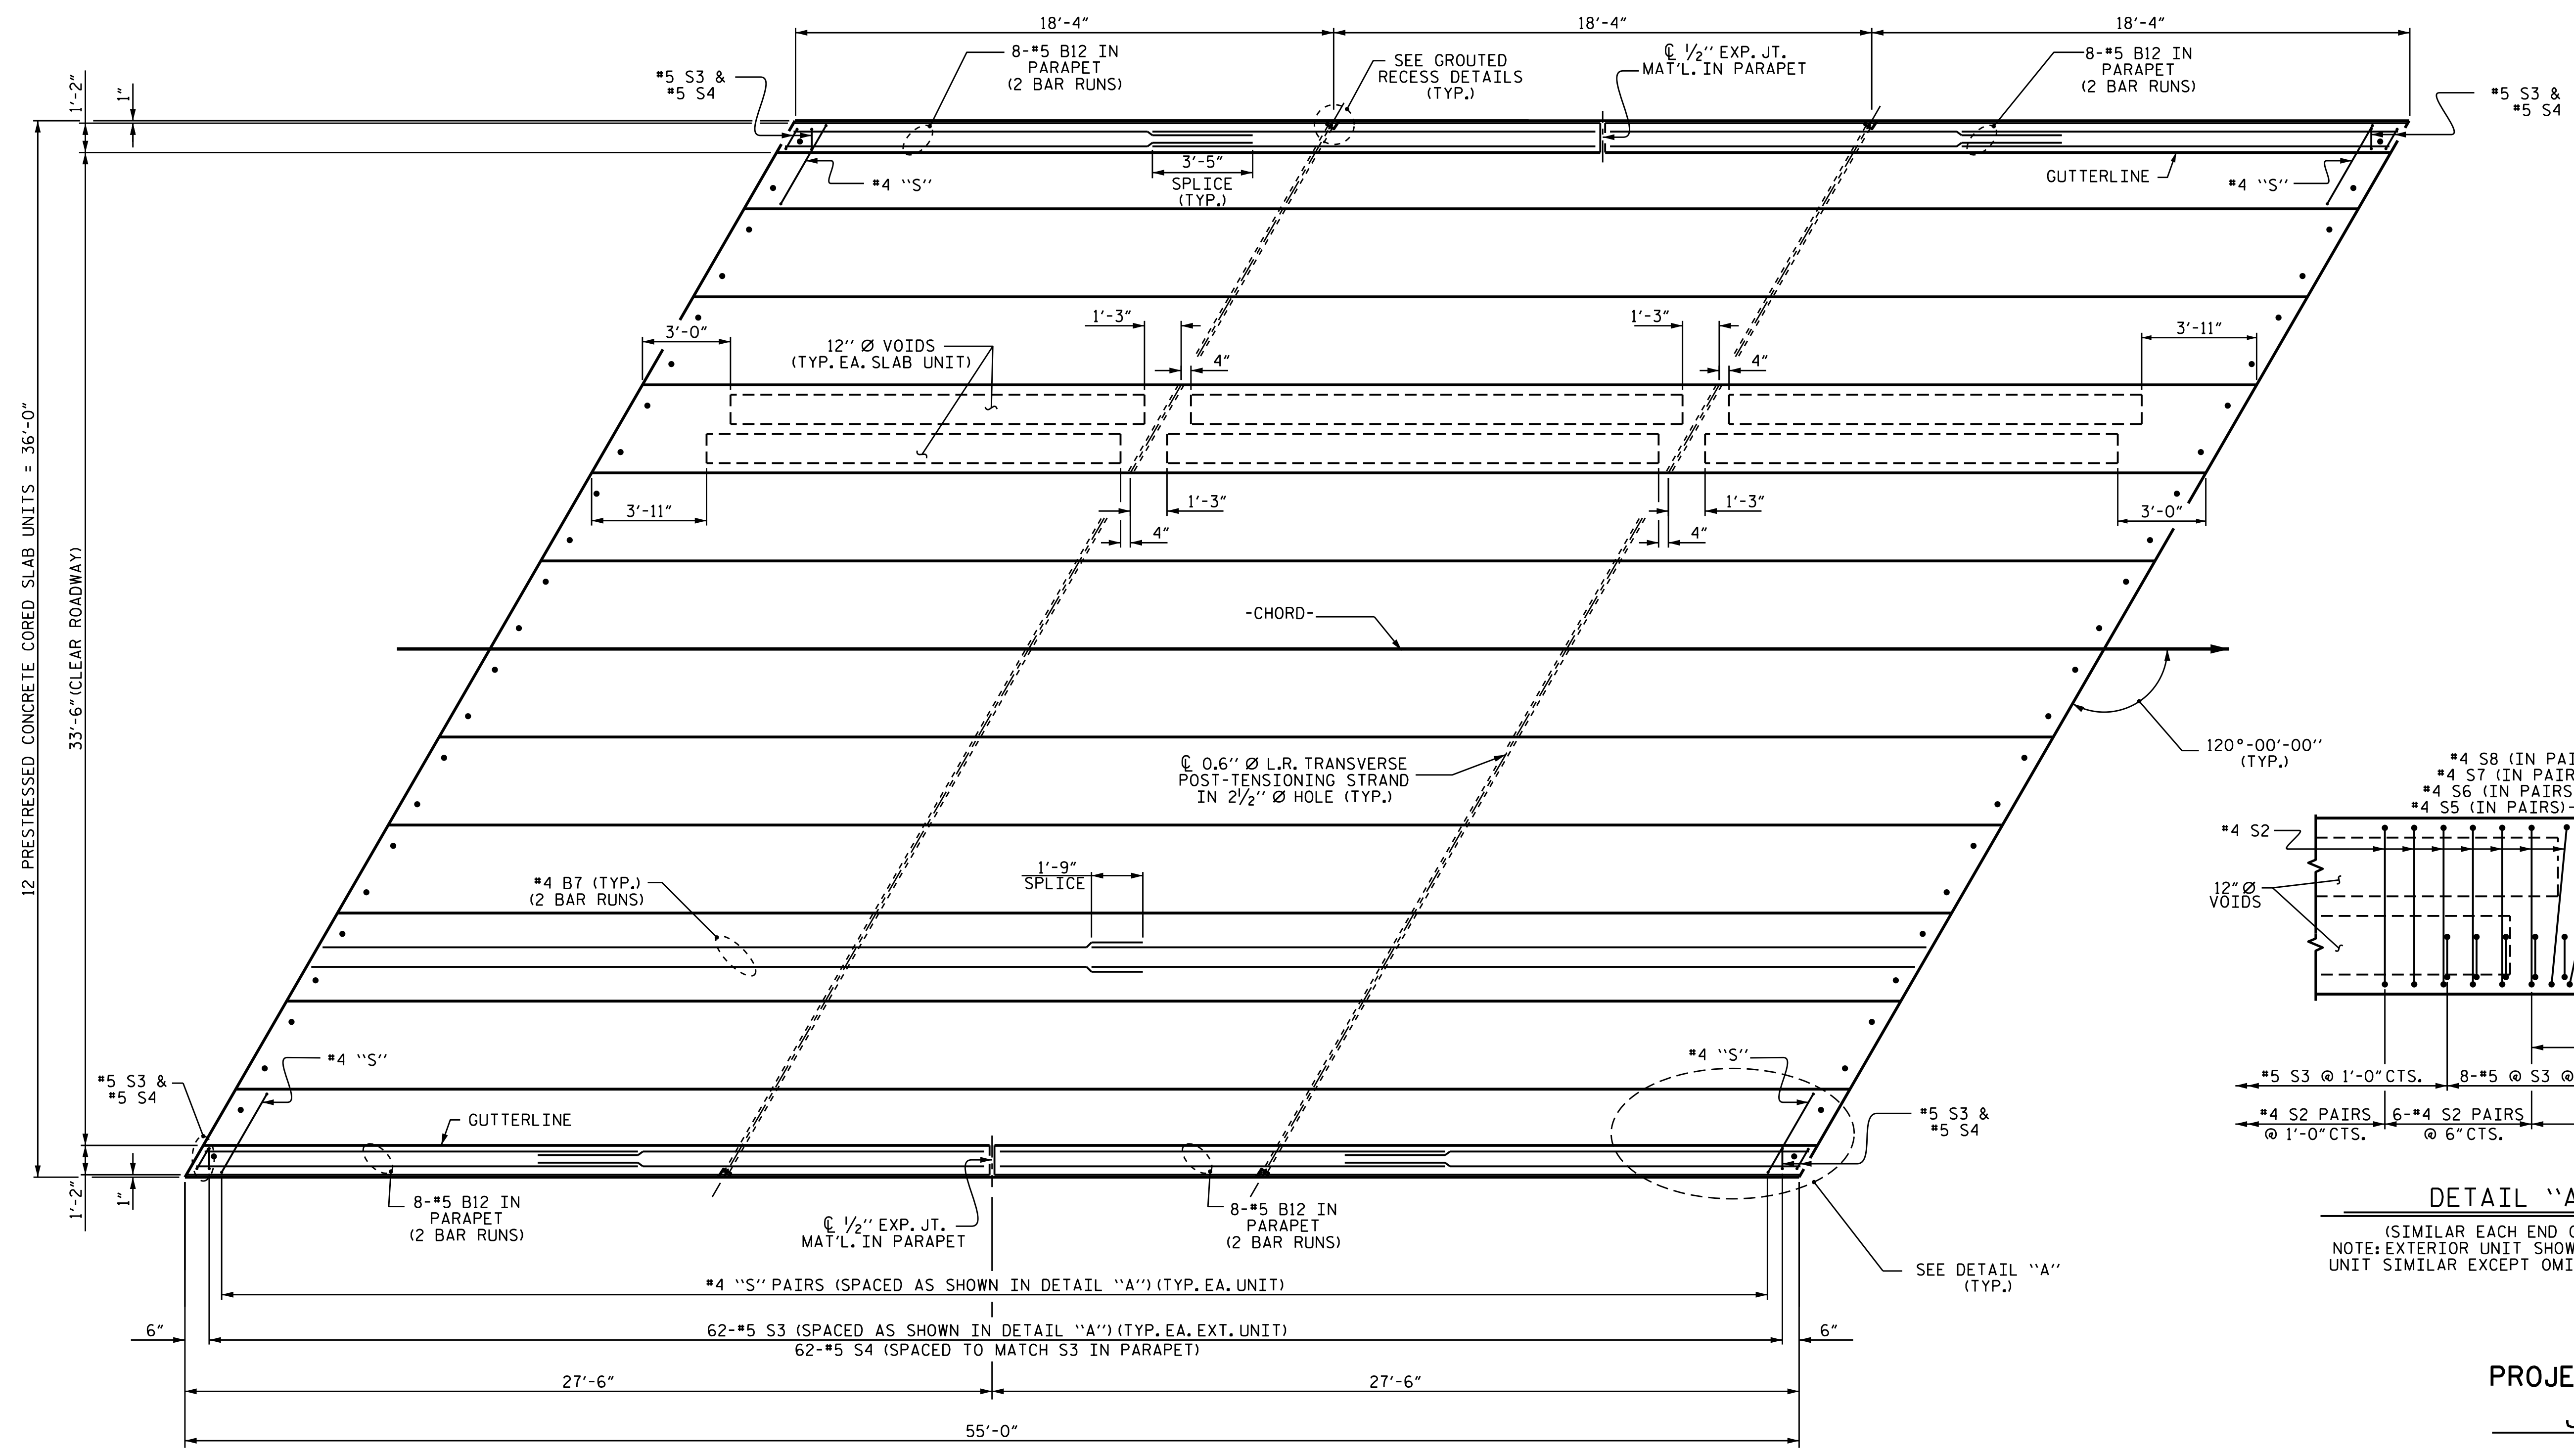 18'-4"
18'-4"
18'-4"
#5 S3 &
#5 S4
8-#5 B12 IN
PARAPET
(2 BAR RUNS)
SEE GROUTED
RECESS DETAILS
(TYP.)
℄ 1/2'' EXP. JT.
MAT'L. IN PARAPET
8-#5 B12 IN
PARAPET
(2 BAR RUNS)
#5 S3 &
#5 S4
1'-2"
1"
#4 ``S''
3'-5"
SPLICE
(TYP.)
GUTTERLINE
#4 ``S''
3'-0"
12'' Ø VOIDS
(TYP. EA. SLAB UNIT)
1'-3"
4"
1'-3"
4"
3'-11"
12 PRESTRESSED CONCRETE CORED SLAB UNITS = 36'-0"
33'-6" (CLEAR ROADWAY)
3'-11"
1'-3"
4"
1'-3"
4"
3'-0"
-CHORD-
120°-00'-00''
(TYP.)
℄ 0.6'' Ø L.R. TRANSVERSE
POST-TENSIONING STRAND
IN 2 1/2'' Ø HOLE (TYP.)
#4 B7 (TYP.)
(2 BAR RUNS)
1'-9"
SPLICE
#4 S8 (IN PAI
#4 S7 (IN PAIR
#4 S6 (IN PAIRS
#4 S5 (IN PAIRS)
#4 S2
12" Ø
VOIDS
#5 S3 @ 1'-0" CTS.
8-#5 @ S3 @
#4 S2 PAIRS
@ 1'-0" CTS.
6-#4 S2 PAIRS
@ 6" CTS.
DETAIL ``A
(SIMILAR EACH END O
NOTE: EXTERIOR UNIT SHOW
UNIT SIMILAR EXCEPT OMI
#5 S3 &
#5 S4
#4 ``S''
GUTTERLINE
#4 ``S''
#5 S3 &
#5 S4
1'-2"
1"
8-#5 B12 IN
PARAPET
(2 BAR RUNS)
℄ 1/2'' EXP. JT.
MAT'L. IN PARAPET
8-#5 B12 IN
PARAPET
(2 BAR RUNS)
SEE DETAIL ``A''
(TYP.)
#4 ``S'' PAIRS (SPACED AS SHOWN IN DETAIL ``A'') (TYP. EA. UNIT)
6"
62-#5 S3 (SPACED AS SHOWN IN DETAIL ``A'') (TYP. EA. EXT. UNIT)
62-#5 S4 (SPACED TO MATCH S3 IN PARAPET)
6"
27'-6"
27'-6"
55'-0"
PROJE